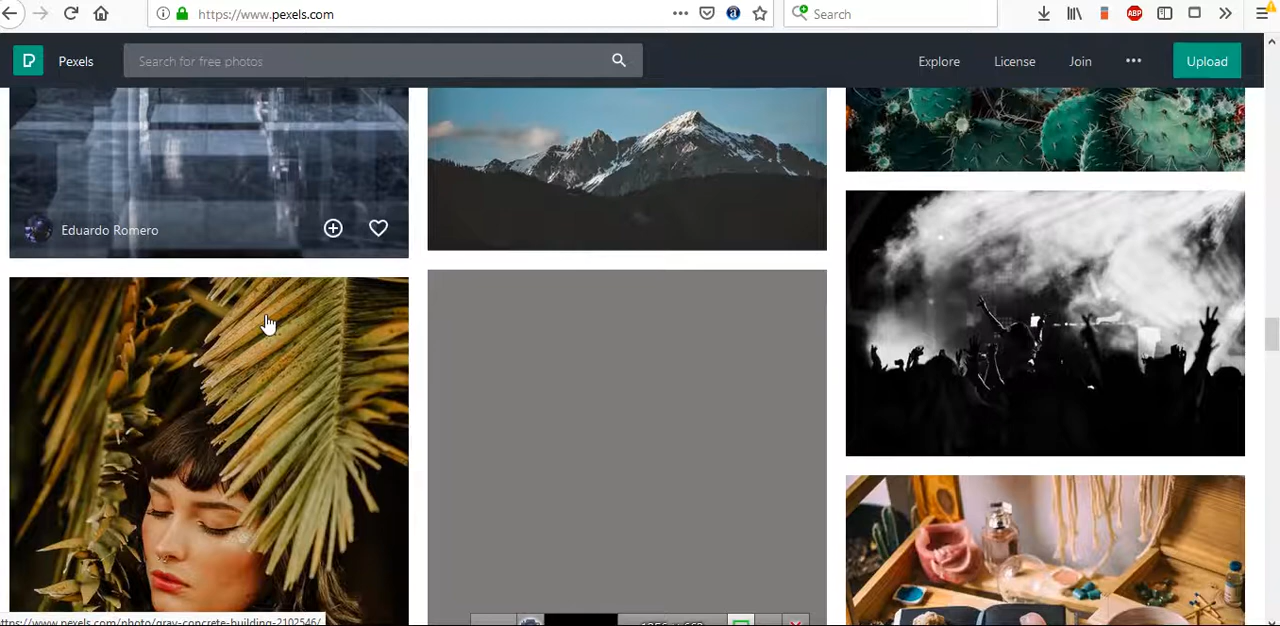 https://www.pexels.com
Search
ABP
Pexels
Search for free photos
Explore
License
Join
Upload
Eduardo Romero
https://www.pexels.com/photo/gray-concrete-building-2102546/